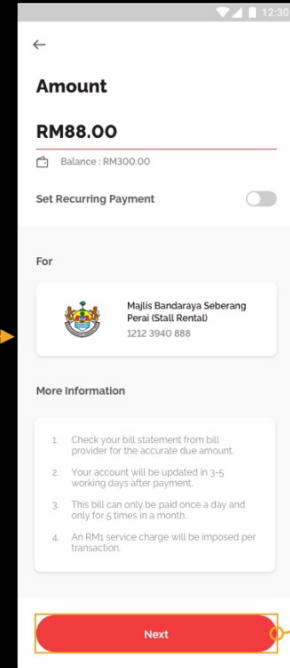 12:30
Amount
RM88.00
Balance : RM300.00
Set Recurring Payment
For
Majlis Bandaraya Seberang
Perai (Stall Rental)
1212 3940 888
More Information
1. Check your bill statement from bill
provider for the accurate due amount.
2. Your account will be updated in 3-5
working days after payment.
3. This bill can only be paid once a day and
only for 5 times in a month.
4. An RM1 service charge will be imposed per
transaction.
Next